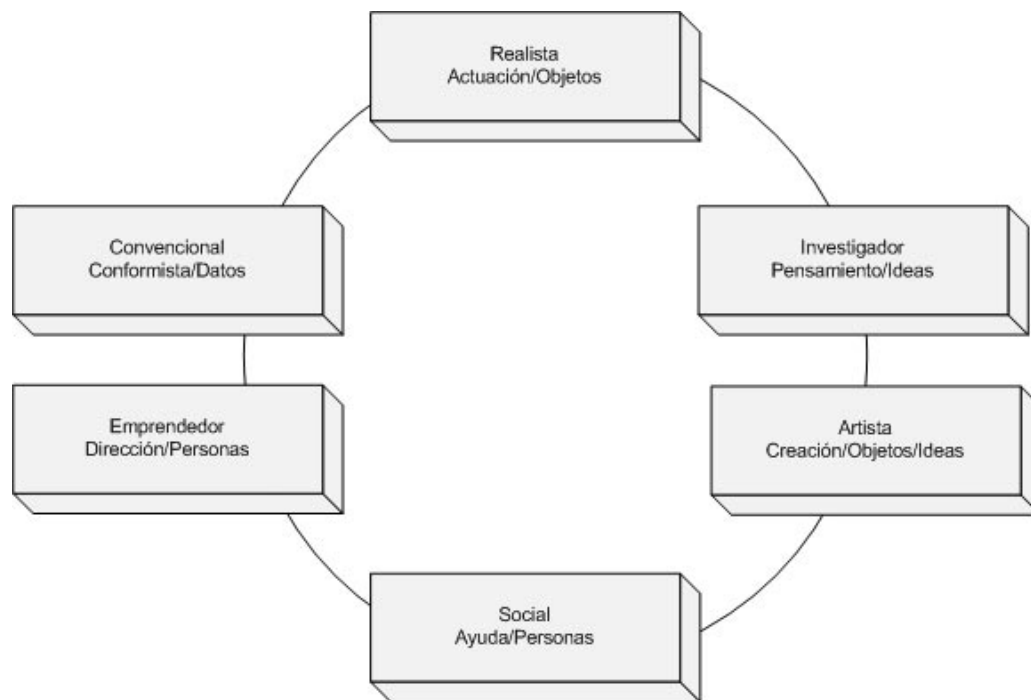 Realista
Actuación/Objetos
Convencional
Conformista/Datos
Investigador
Pensamiento/Ideas
Emprendedor
Dirección/Personas
Artista
Creación/Objetos/Ideas
Social
Ayuda/Personas